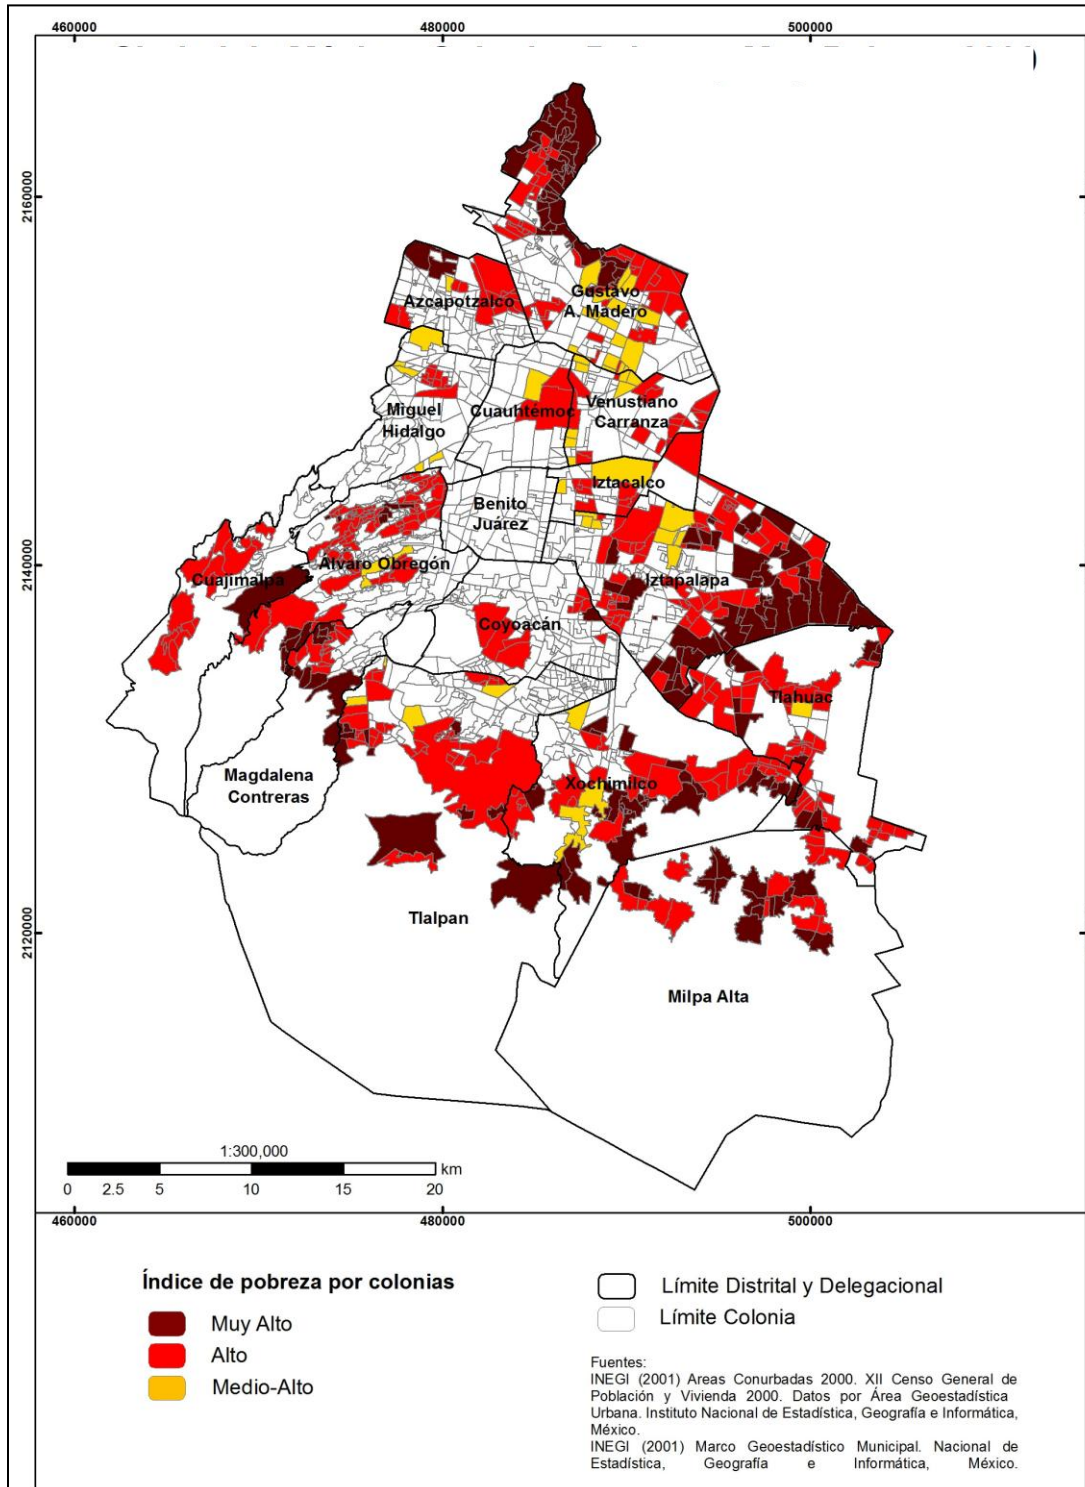 460000 480000 500000
2160000
2140000
2120000
Gustavo
A. Madero
Azcapotzalco
Miguel
Hidalgo
Cuauhtémoc
Venustiano
Carranza
Iztacalco
Benito
Juárez
Cuajimalpa
Alvaro Obregón
Iztapalapa
Coyoacán
Tlahuac
Magdalena
Contreras
Xochimilco
Tlalpan
Milpa Alta
1:300,000
km
0 2.5 5 10 15 20
460000 480000 500000
Índice de pobreza por colonias
Muy Alto
Alto
Medio-Alto
Límite Distrital y Delegacional
Límite Colonia
Fuentes:
INEGI (2001) Areas Conurbadas 2000. XII Censo General de
Población y Vivienda 2000. Datos por Área Geoestadística
Urbana. Instituto Nacional de Estadística, Geografía e Informática,
México.
INEGI (2001) Marco Geoestadístico Municipal. Nacional de
Estadística, Geografía e Informática, México.